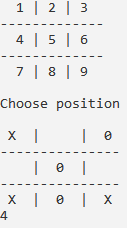 1 | 2 | 3
---------------
4 | 5 | 6
---------------
7 | 8 | 9
Choose position
X |   | 0
---------------
  | 0 |
---------------
X | 0 | X
4